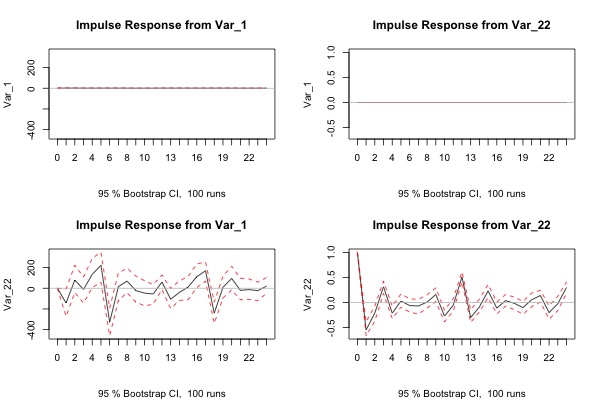 Impulse Response from Var_1
Var_1
200
0
-400
0 2 4 6 8 10 13 16 19 22
95 % Bootstrap CI, 100 runs
Impulse Response from Var_22
Var_1
1.0
0.5
0.0
-0.5
0 2 4 6 8 10 13 16 19 22
95 % Bootstrap CI, 100 runs
Impulse Response from Var_1
Var_22
200
0
-400
0 2 4 6 8 10 13 16 19 22
95 % Bootstrap CI, 100 runs
Impulse Response from Var_22
Var_22
1.0
0.5
0.0
-0.5
0 2 4 6 8 10 13 16 19 22
95 % Bootstrap CI, 100 runs